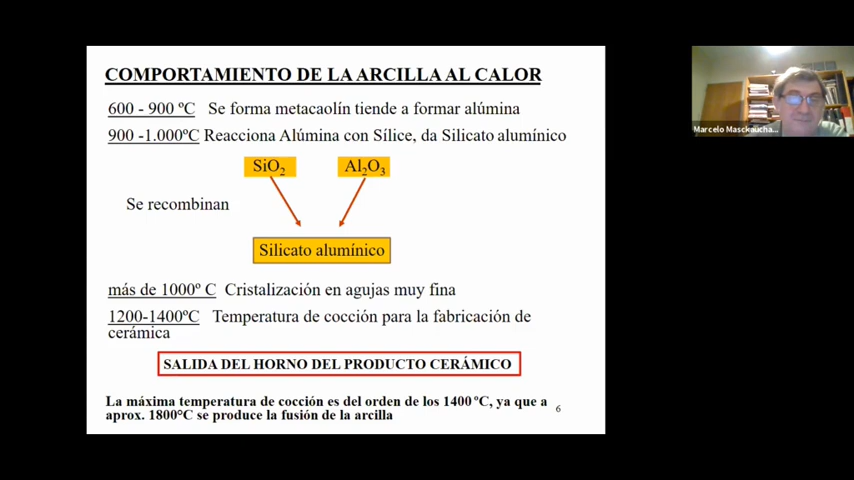 COMPORTAMIENTO DE LA ARCILLA AL CALOR
600 - 900 ºC Se forma metacaolín tiende a formar alúmina
900 -1.000ºC Reacciona Alúmina con Sílice, da Silicato alumínico
SiO2 Al2O3
Se recombinan
Silicato alumínico
más de 1000º C Cristalización en agujas muy fina
1200-1400ºC Temperatura de cocción para la fabricación de
cerámica
SALIDA DEL HORNO DEL PRODUCTO CERÁMICO
La máxima temperatura de cocción es del orden de los 1400 ºC, ya que a
aprox. 1800°C se produce la fusión de la arcilla
6
Marcelo Masckaucha...